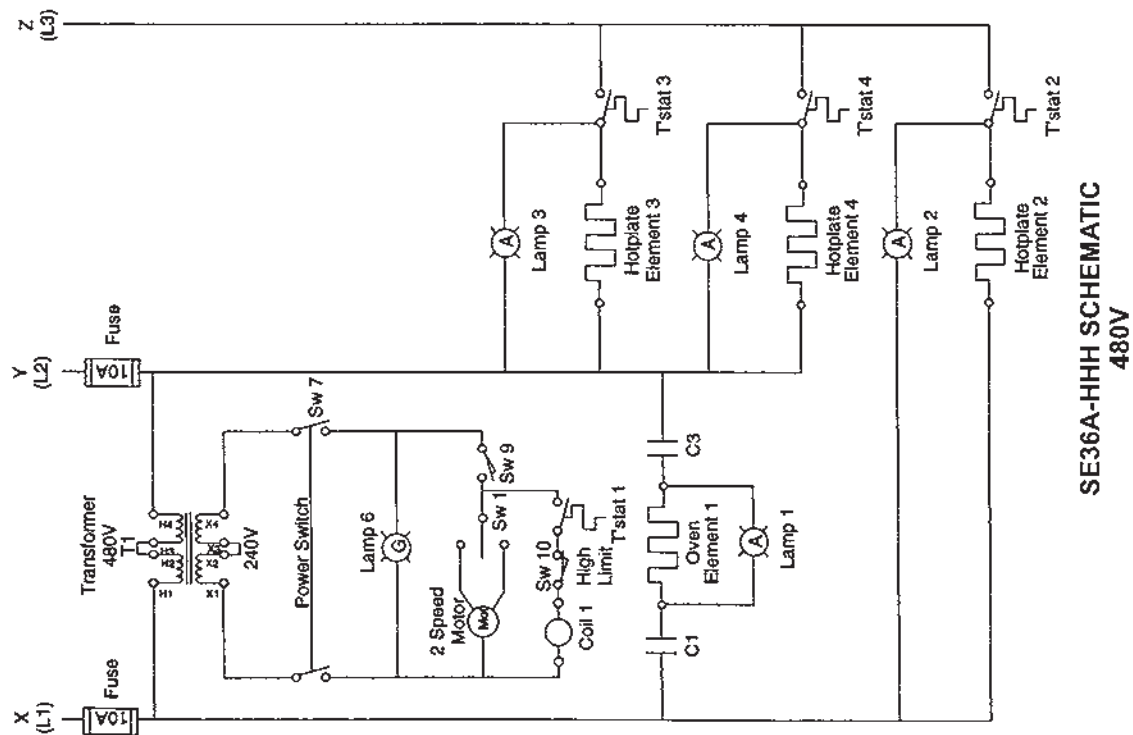 X
(L1)
Y
(L2)
Z
(L3)
Fuse
10A
Fuse
10A
Transformer
480V
T1
H1
H2
H3
H4
X1
X2
X4
240V
Power Switch
Sw 7
Lamp 6
G
2 Speed
Motor
Mot
Sw 1
Sw 9
Sw 10
High
Limit
T'stat 1
Coil 1
C1
C3
Oven
Element 1
A
Lamp 1
A
Lamp 3
Hotplate
Element 3
T'stat 3
A
Lamp 4
Hotplate
Element 4
T'stat 4
A
Lamp 2
Hotplate
Element 2
T'stat 2
SE36A-HHH SCHEMATIC
480V